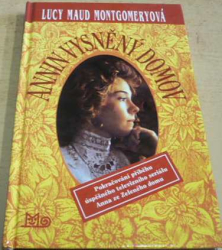 LUCY MAUD MONTGOMERYOVÁ
ANNIN VYSNĚNÝ DOMOV
Pokračování příběhu
úspěšného televizního seriálu
Anna ze Zeleného domu